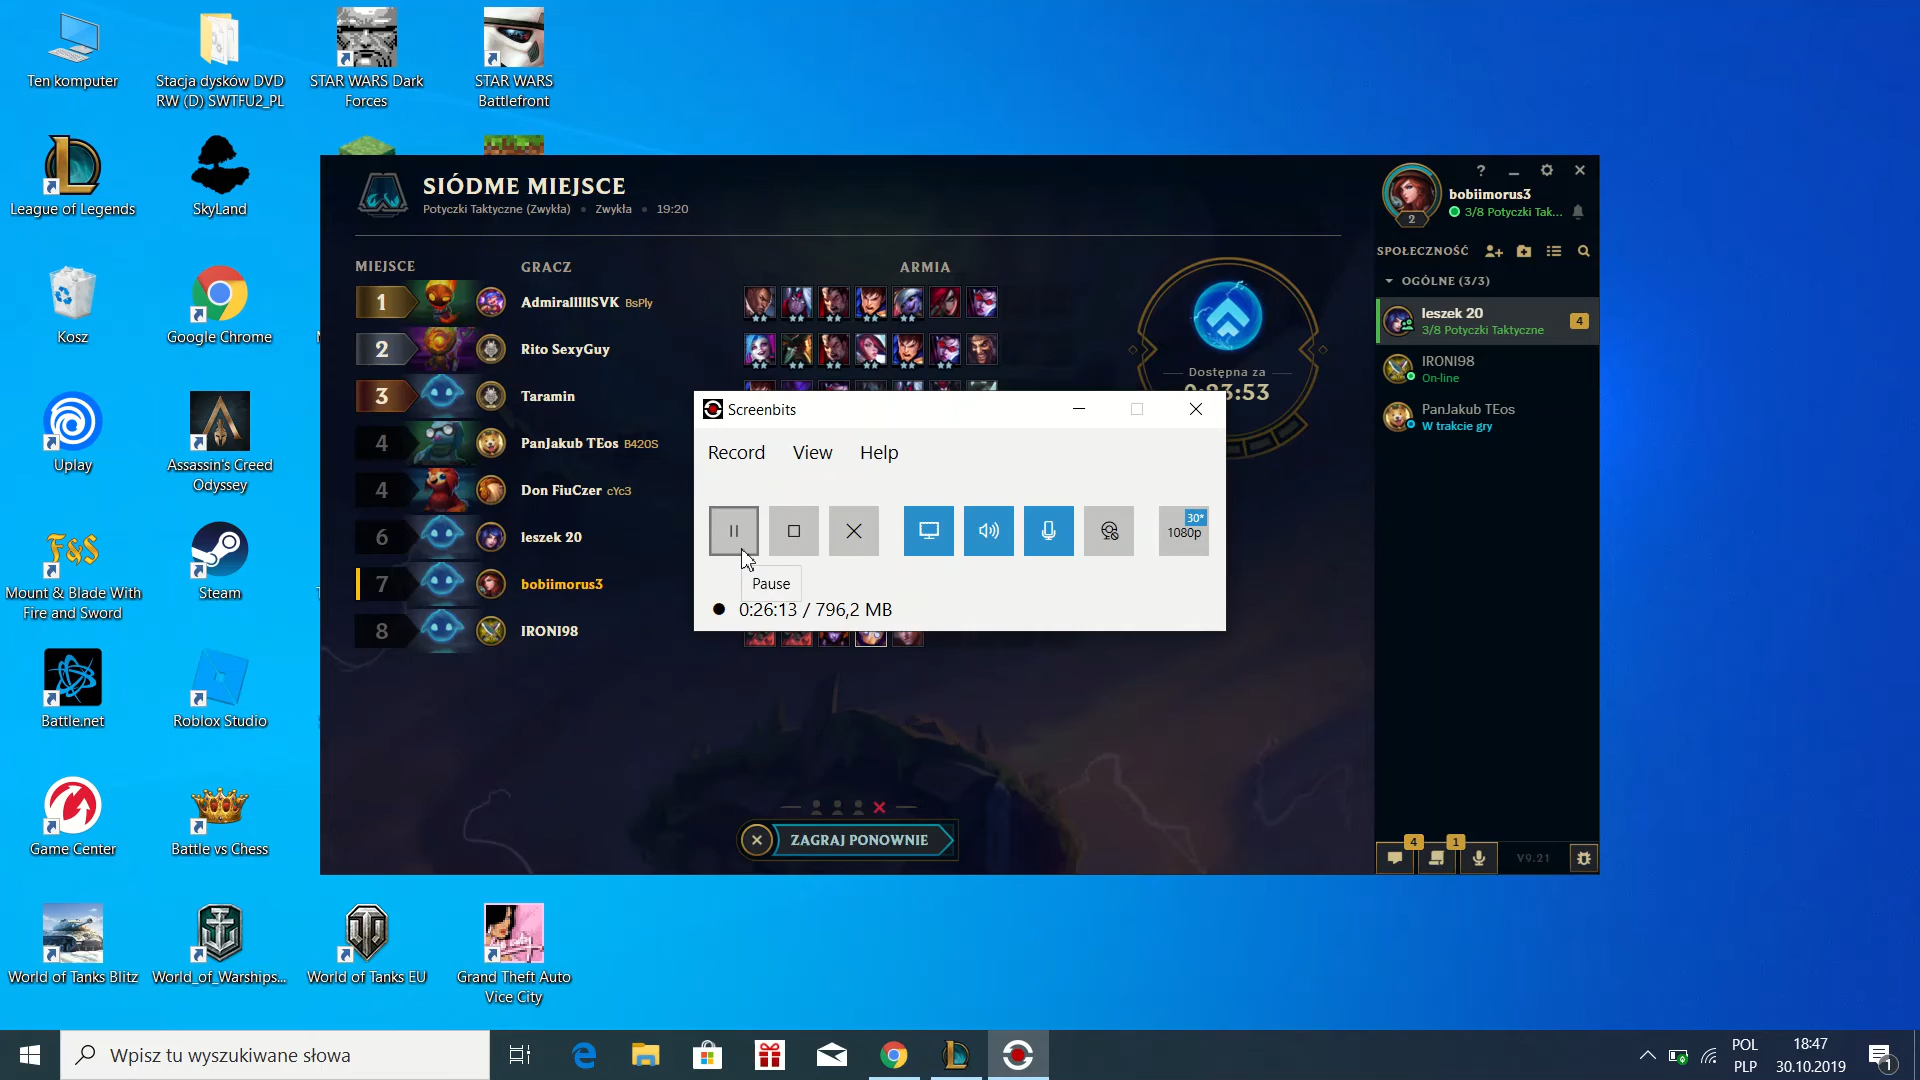 Ten komputer
Stacja dysków DVD
RW (D) SWTFU2_PL
STAR WARS Dark
Forces
STAR WARS
Battlefront
League of Legends
SkyLand
Kosz
Google Chrome
Uplay
Assassin's Creed
Odyssey
Mount & Blade With
Fire and Sword
Steam
Battle.net
Roblox Studio
Game Center
Battle vs Chess
World of Tanks Blitz
World_of_Warships...
World of Tanks EU
Grand Theft Auto
Vice City
SIÓDME MIEJSCE
Potyczki Taktyczne (Zwykła) • Zwykła • 19:20
MIEJSCE GRACZ ARMIA
1 AdmiralllIIISVK BsPly
2 Rito SexyGuy
3 Taramin
4 PanJakub TEos B420S
4 Don FiuCzer cYc3
6 leszek 20
7 bobiimorus3
8 IRONI98
Dostępna za
ZAGRAJ PONOWNIE
bobiimorus3
2
3/8 Potyczki Tak...
SPOŁECZNOŚĆ
OGÓLNE (3/3)
leszek 20
3/8 Potyczki Taktyczne
4
IRONI98
On-line
PanJakub TEos
W trakcie gry
4
1
V9.21
Screenbits
Record View Help
30*
1080p
Pause
0:26:13 / 796,2 MB
Wpisz tu wyszukiwane słowa
POL
PLP
18:47
30.10.2019
1